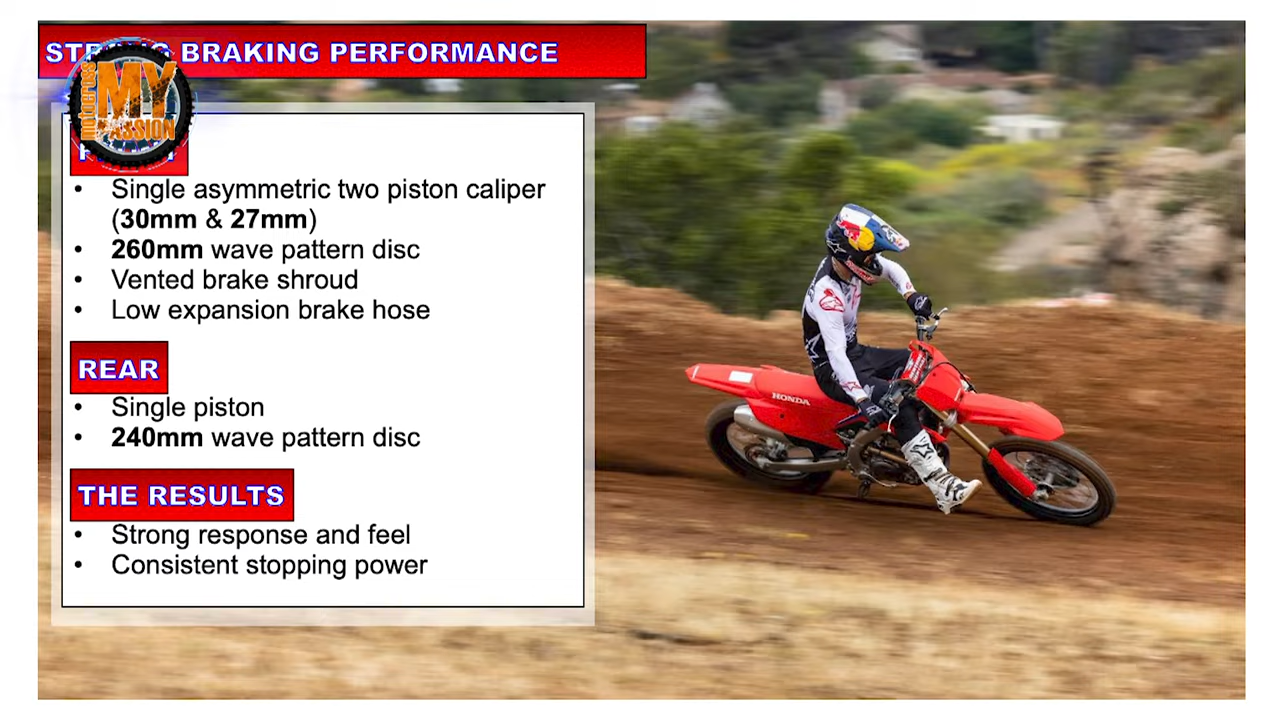 STRONG BRAKING PERFORMANCE
motocross
MY
PASSION
• Single asymmetric two piston caliper
(30mm & 27mm)
• 260mm wave pattern disc
• Vented brake shroud
• Low expansion brake hose
REAR
• Single piston
• 240mm wave pattern disc
THE RESULTS
• Strong response and feel
• Consistent stopping power
HONDA